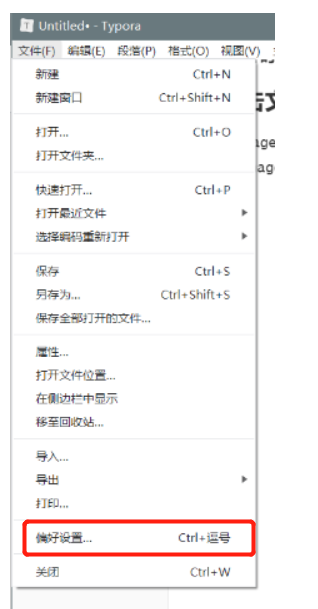 Untitled• - Typora
文件(F) 编辑(E) 段落(P) 格式(O) 视图(V)
新建 Ctrl+N
新建窗口 Ctrl+Shift+N
打开... Ctrl+O
打开文件夹...
快速打开... Ctrl+P
打开最近文件
选择编码重新打开
保存 Ctrl+S
另存为... Ctrl+Shift+S
保存全部打开的文件...
属性...
打开文件位置...
在侧边栏中显示
移至回收站...
导入...
导出
打印...
偏好设置... Ctrl+逗号
关闭 Ctrl+W